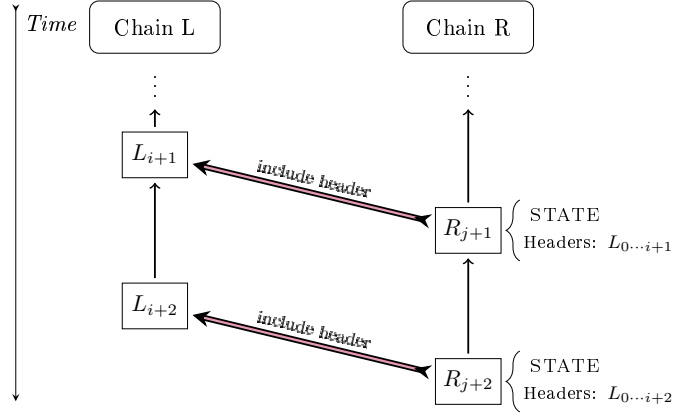 Time
Chain L
Chain R
⋮
⋮
L_{i+1}
include header
R_{j+1}
STATE
Headers: L_{0⋯i+1}
L_{i+2}
include header
R_{j+2}
STATE
Headers: L_{0⋯i+2}